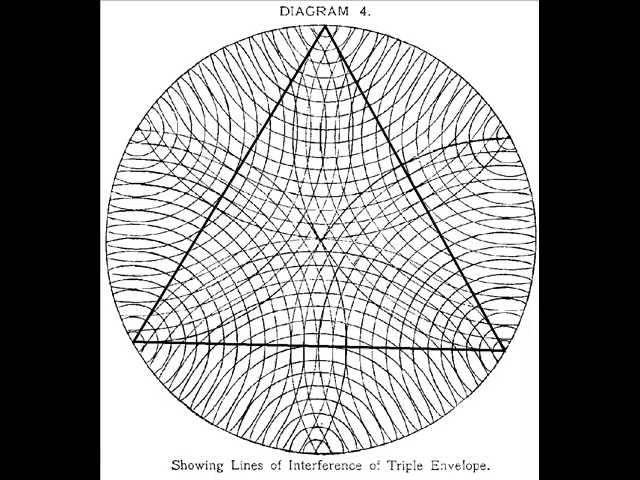 DIAGRAM 4.
Showing Lines of Interference of Triple Envelope.